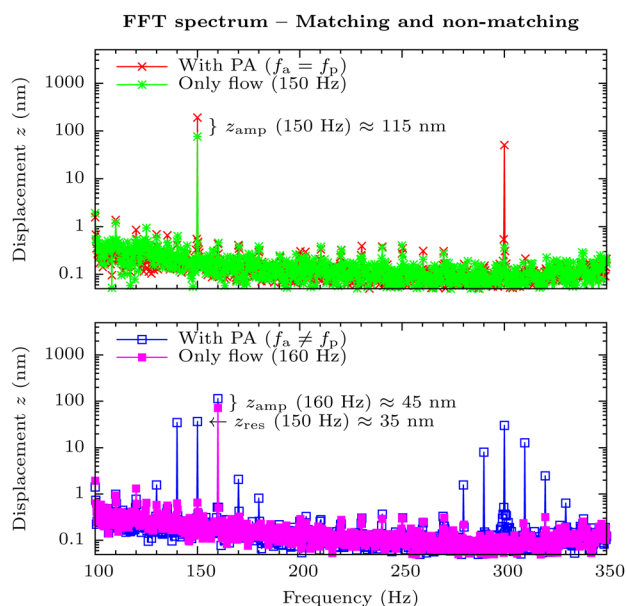 FFT spectrum – Matching and non-matching
1000
100
10
1
0.1
Displacement z (nm)
With PA (fa = fp)
Only flow (150 Hz)
} zamp (150 Hz) ≈ 115 nm
1000
100
10
1
0.1
Displacement z (nm)
With PA (fa ≠ fp)
Only flow (160 Hz)
} zamp (160 Hz) ≈ 45 nm
← zres (150 Hz) ≈ 35 nm
100 150 200 250 300 350
Frequency (Hz)